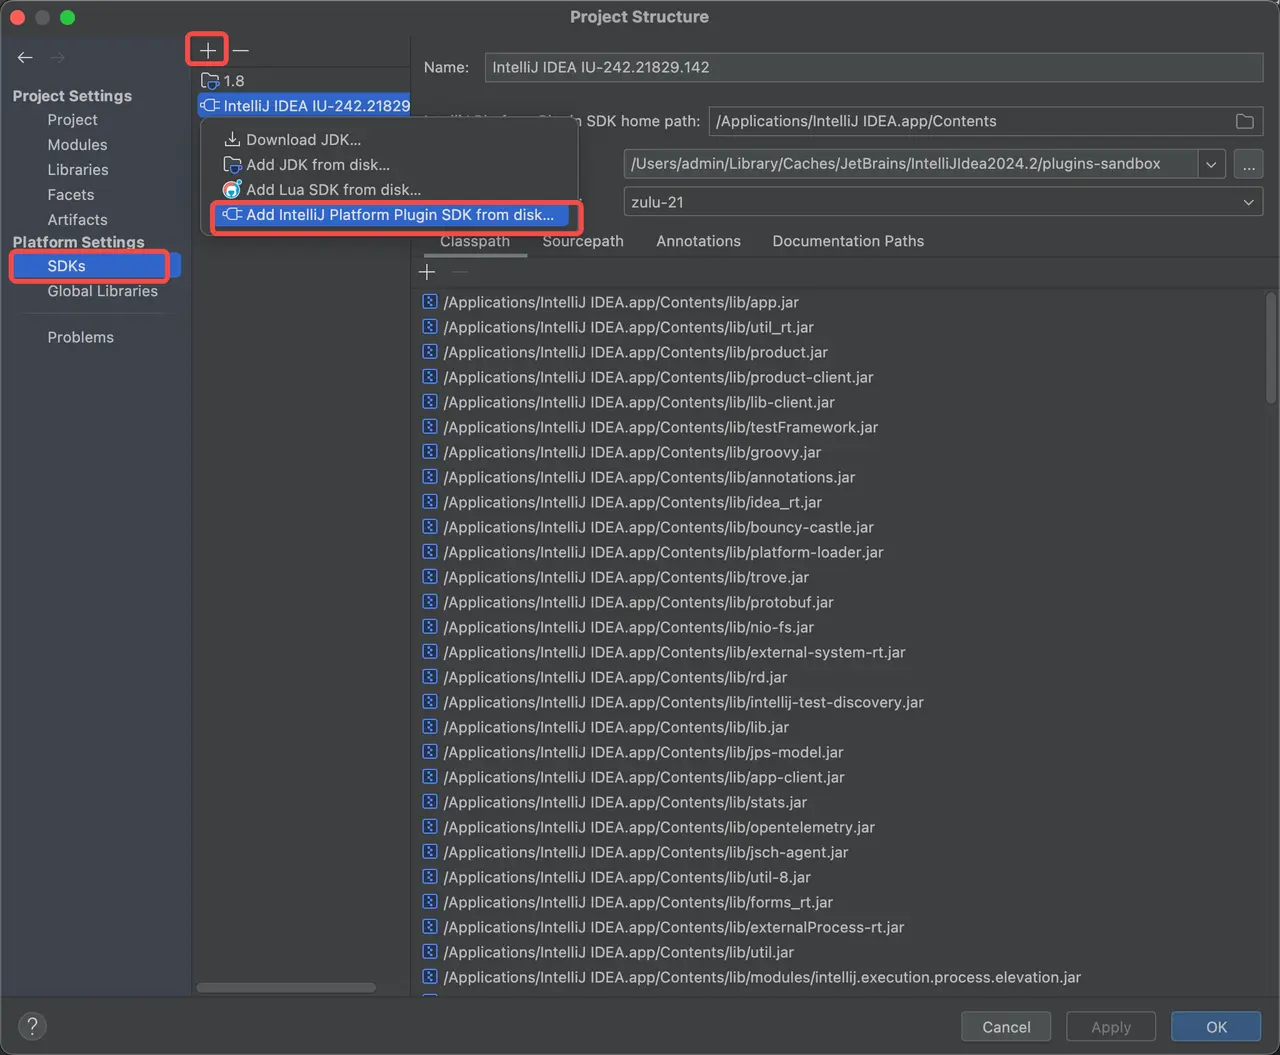 Project Structure
Project Settings
Project
Modules
Libraries
Facets
Artifacts
Platform Settings
SDKs
Global Libraries
Problems
1.8
IntelliJ IDEA IU-242.21829
Download JDK...
Add JDK from disk...
Add Lua SDK from disk...
Add IntelliJ Platform Plugin SDK from disk...
Name:
IntelliJ IDEA IU-242.21829.142
SDK home path:
/Applications/IntelliJ IDEA.app/Contents
/Users/admin/Library/Caches/JetBrains/IntelliJIdea2024.2/plugins-sandbox
...
zulu-21
Classpath
Sourcepath
Annotations
Documentation Paths
/Applications/IntelliJ IDEA.app/Contents/lib/app.jar
/Applications/IntelliJ IDEA.app/Contents/lib/util_rt.jar
/Applications/IntelliJ IDEA.app/Contents/lib/product.jar
/Applications/IntelliJ IDEA.app/Contents/lib/product-client.jar
/Applications/IntelliJ IDEA.app/Contents/lib/lib-client.jar
/Applications/IntelliJ IDEA.app/Contents/lib/testFramework.jar
/Applications/IntelliJ IDEA.app/Contents/lib/groovy.jar
/Applications/IntelliJ IDEA.app/Contents/lib/annotations.jar
/Applications/IntelliJ IDEA.app/Contents/lib/idea_rt.jar
/Applications/IntelliJ IDEA.app/Contents/lib/bouncy-castle.jar
/Applications/IntelliJ IDEA.app/Contents/lib/platform-loader.jar
/Applications/IntelliJ IDEA.app/Contents/lib/trove.jar
/Applications/IntelliJ IDEA.app/Contents/lib/protobuf.jar
/Applications/IntelliJ IDEA.app/Contents/lib/nio-fs.jar
/Applications/IntelliJ IDEA.app/Contents/lib/external-system-rt.jar
/Applications/IntelliJ IDEA.app/Contents/lib/rd.jar
/Applications/IntelliJ IDEA.app/Contents/lib/intellij-test-discovery.jar
/Applications/IntelliJ IDEA.app/Contents/lib/lib.jar
/Applications/IntelliJ IDEA.app/Contents/lib/jps-model.jar
/Applications/IntelliJ IDEA.app/Contents/lib/app-client.jar
/Applications/IntelliJ IDEA.app/Contents/lib/stats.jar
/Applications/IntelliJ IDEA.app/Contents/lib/opentelemetry.jar
/Applications/IntelliJ IDEA.app/Contents/lib/jsch-agent.jar
/Applications/IntelliJ IDEA.app/Contents/lib/util-8.jar
/Applications/IntelliJ IDEA.app/Contents/lib/forms_rt.jar
/Applications/IntelliJ IDEA.app/Contents/lib/externalProcess-rt.jar
/Applications/IntelliJ IDEA.app/Contents/lib/util.jar
/Applications/IntelliJ IDEA.app/Contents/lib/modules/intellij.execution.process.elevation.jar
?
Cancel
Apply
OK